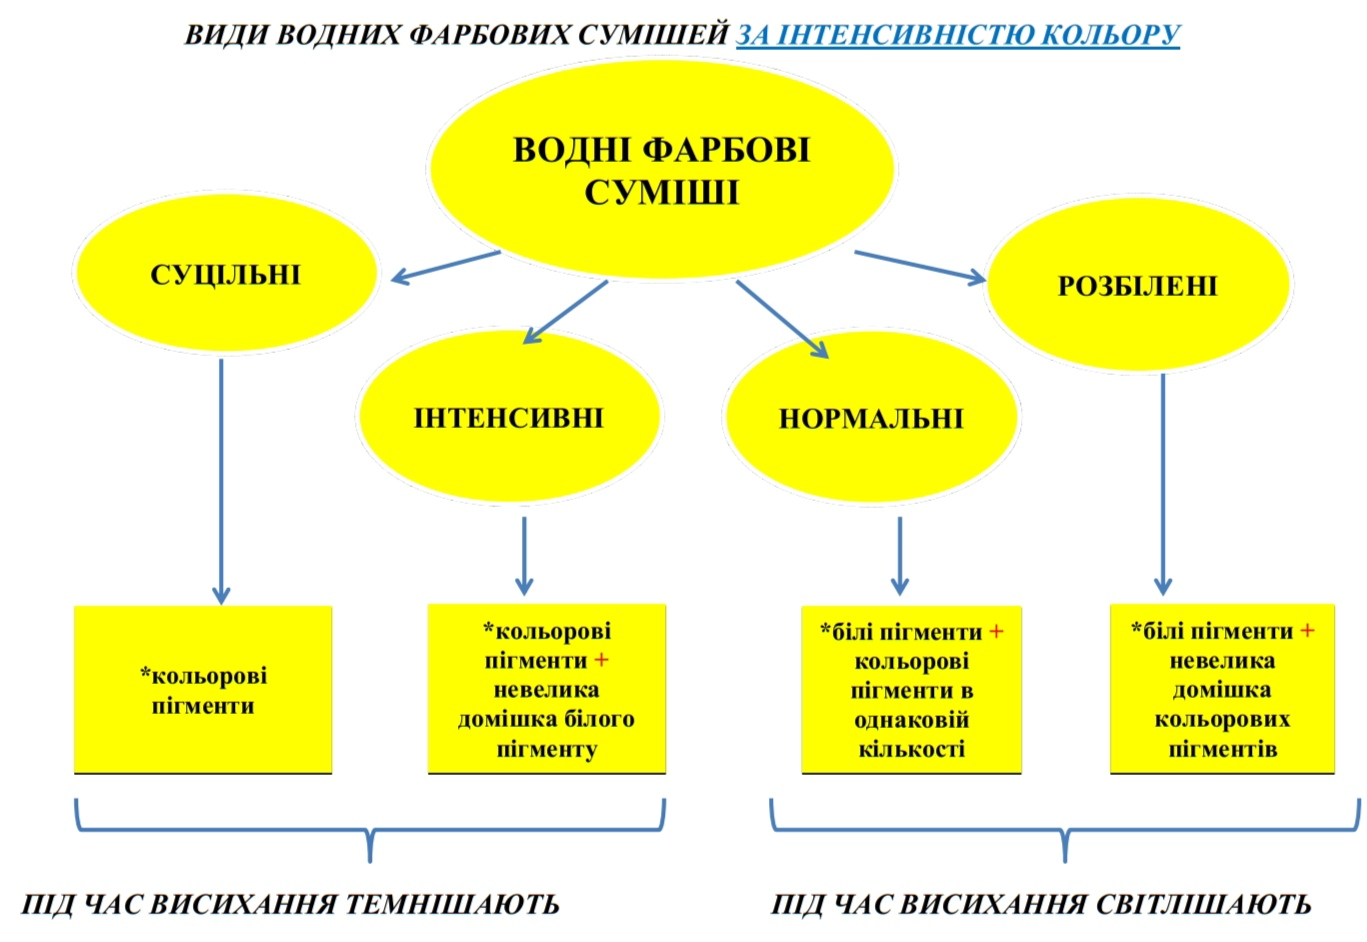 ВИДИ ВОДНИХ ФАРБОВИХ СУМІШЕЙ ЗА ІНТЕНСИВНІСТЮ КОЛЬОРУ
ВОДНІ ФАРБОВІ
СУМІШІ
СУЦІЛЬНІ
РОЗБІЛЕНІ
ІНТЕНСИВНІ
НОРМАЛЬНІ
*кольорові
пігменти
*кольорові
пігменти +
невелика
домішка білого
пігменту
*білі пігменти +
кольорові
пігменти в
однаковій
кількості
*білі пігменти +
невелика
домішка
кольорових
пігментів
ПІД ЧАС ВИСИХАННЯ ТЕМНІШАЮТЬ
ПІД ЧАС ВИСИХАННЯ СВІТЛІШАЮТЬ